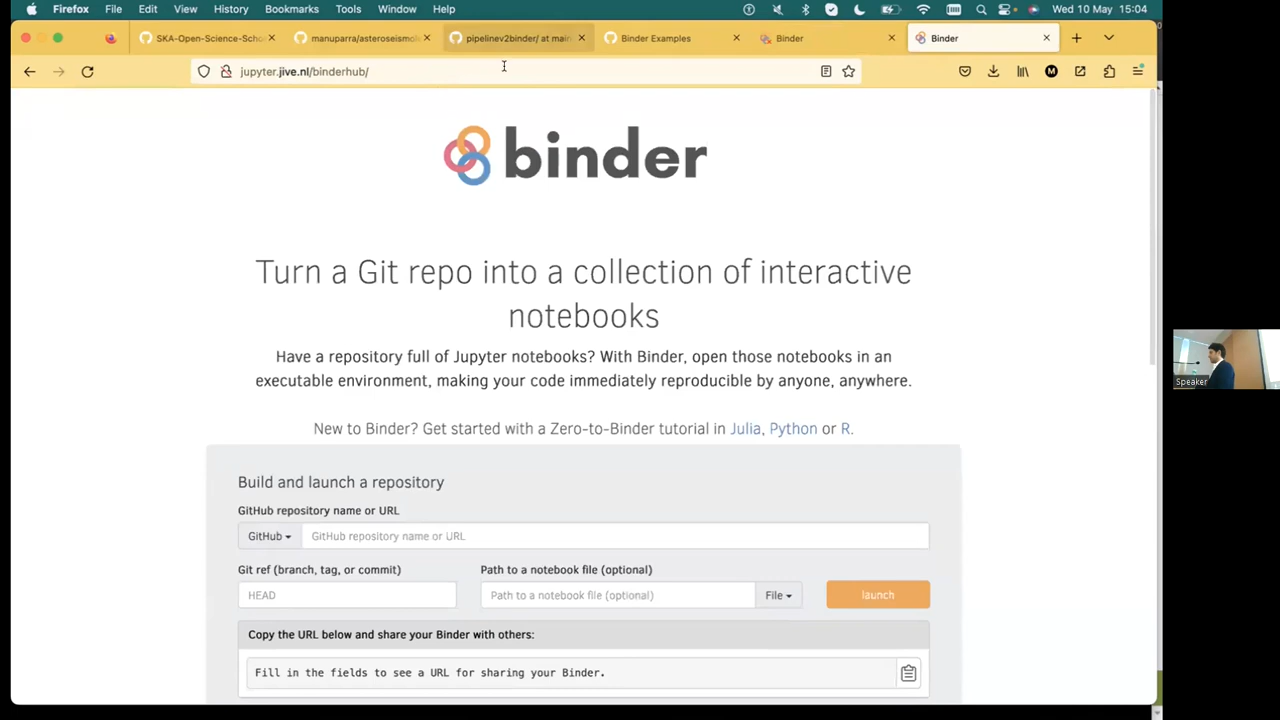 Firefox File Edit View History Bookmarks Tools Window Help Wed 10 May 15:04
SKA-Open-Science-Scho manuparra/asteroseismolo pipelinev2binder/ at main Binder Examples Binder Binder
jupyter.jive.nl/binderhub/ M
binder
Turn a Git repo into a collection of interactive
notebooks
Have a repository full of Jupyter notebooks? With Binder, open those notebooks in an
executable environment, making your code immediately reproducible by anyone, anywhere.
New to Binder? Get started with a Zero-to-Binder tutorial in Julia, Python or R.
Speaker
Build and launch a repository
GitHub repository name or URL
GitHub GitHub repository name or URL
Git ref (branch, tag, or commit) Path to a notebook file (optional)
HEAD Path to a notebook file (optional) File launch
Copy the URL below and share your Binder with others:
Fill in the fields to see a URL for sharing your Binder.